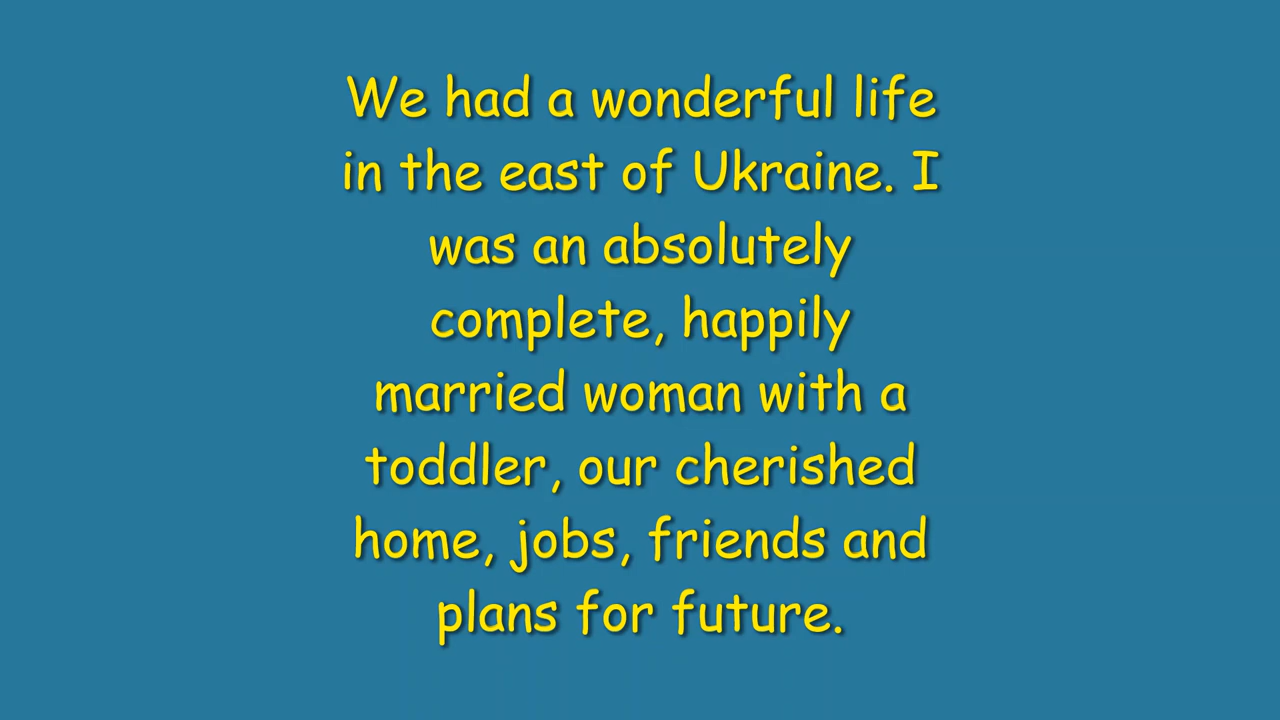 We had a wonderful life
in the east of Ukraine. I
was an absolutely
complete, happily
married woman with a
toddler, our cherished
home, jobs, friends and
plans for future.